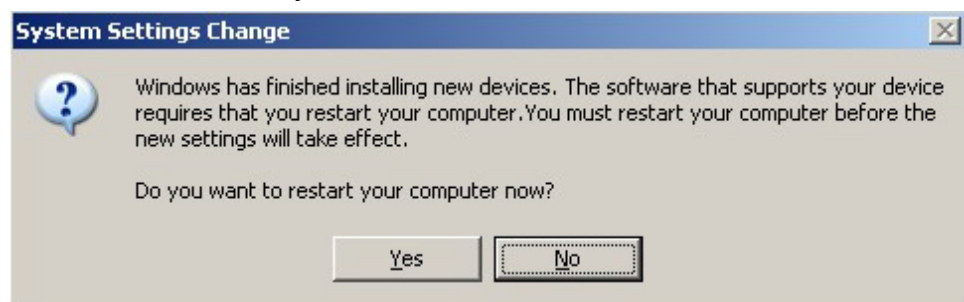 System Settings Change
Windows has finished installing new devices. The software that supports your device
requires that you restart your computer.You must restart your computer before the
new settings will take effect.
Do you want to restart your computer now?
Yes No